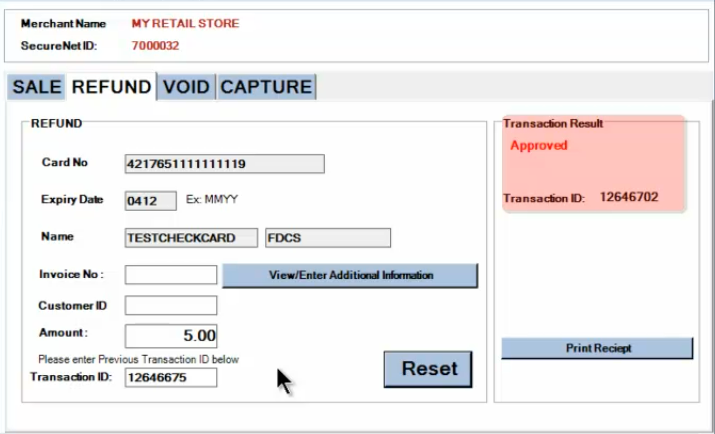 Merchant Name MY RETAIL STORE
SecureNet ID: 7000032
SALE REFUND VOID CAPTURE
REFUND
Card No 4217651111111119
Expiry Date 0412 Ex: MMYY
Name TESTCHECKCARD FDCS
Invoice No : View/Enter Additional Information
Customer ID
Amount : 5.00
Please enter Previous Transaction ID below
Transaction ID: 12646675
Reset
Transaction Result
Approved
Transaction ID: 12646702
Print Reciept